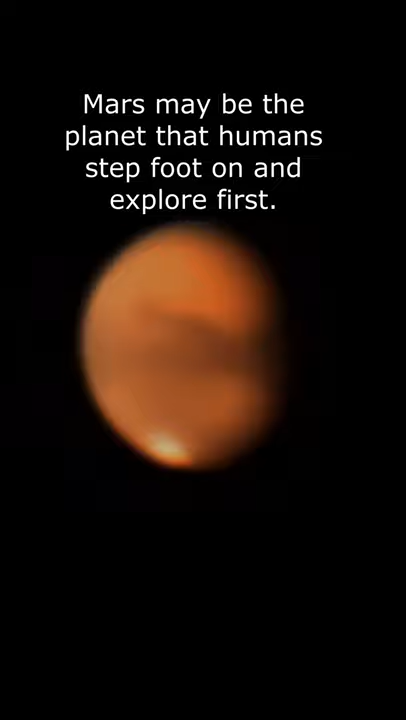 Mars may be the
planet that humans
step foot on and
explore first.